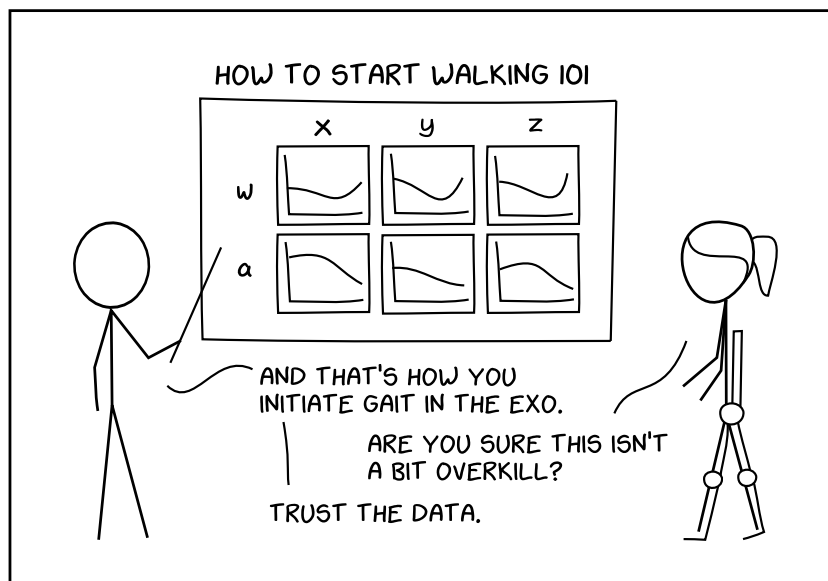 HOW TO START WALKING 101
x y z
w
a
AND THAT'S HOW YOU
INITIATE GAIT IN THE EXO.
ARE YOU SURE THIS ISN'T
A BIT OVERKILL?
TRUST THE DATA.